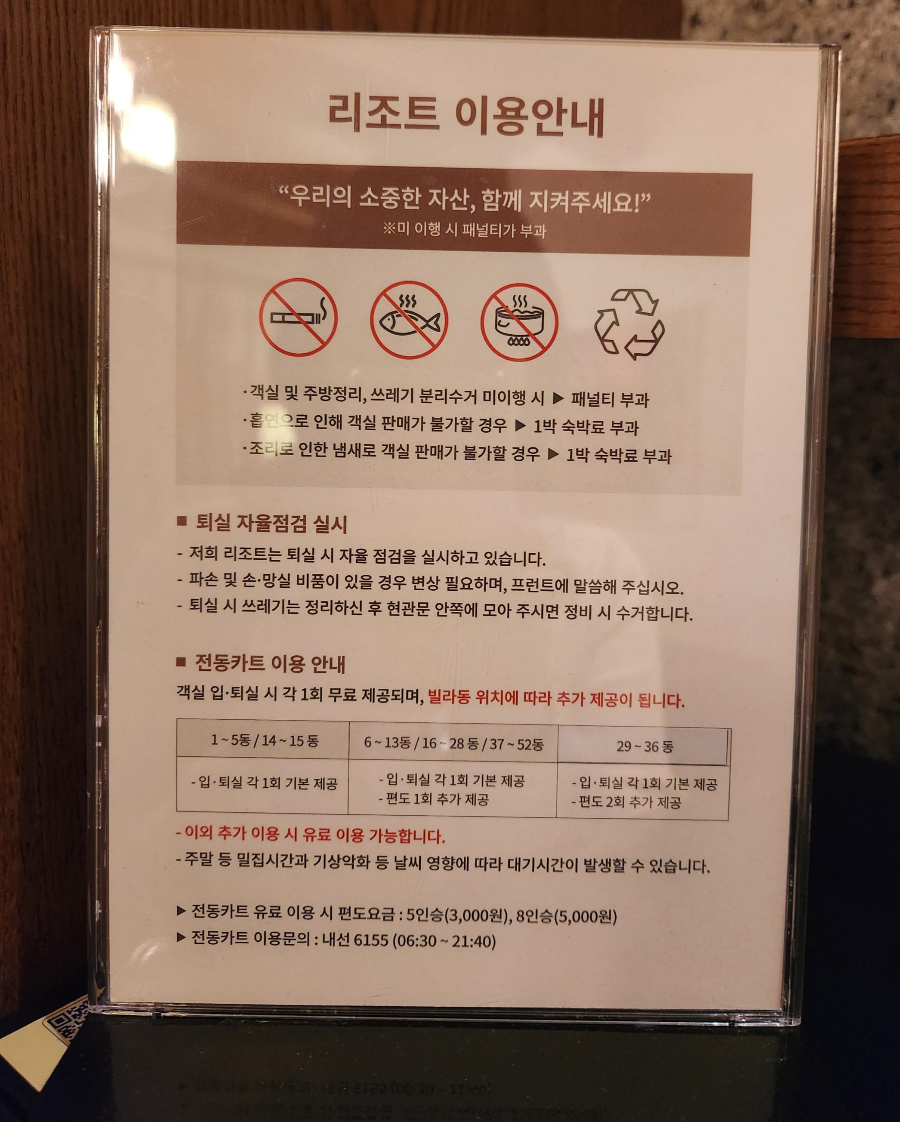 리조트 이용안내
“우리의 소중한 자산, 함께 지켜주세요!”
※미 이행 시 패널티가 부과
·객실 및 주방정리, 쓰레기 분리수거 미이행 시 ▶ 패널티 부과
·흡연으로 인해 객실 판매가 불가할 경우 ▶ 1박 숙박료 부과
·조리로 인한 냄새로 객실 판매가 불가할 경우 ▶ 1박 숙박료 부과
■ 퇴실 자율점검 실시
- 저희 리조트는 퇴실 시 자율 점검을 실시하고 있습니다.
- 파손 및 손·망실 비품이 있을 경우 변상 필요하며, 프런트에 말씀해 주십시오.
- 퇴실 시 쓰레기는 정리하신 후 현관문 안쪽에 모아 주시면 정비 시 수거합니다.
■ 전동카트 이용 안내
객실 입·퇴실 시 각 1회 무료 제공되며, 빌라동 위치에 따라 추가 제공이 됩니다.
1 ~ 5동 / 14 ~ 15 동
6 ~ 13동 / 16 ~ 28 동 / 37 ~ 52동
29 ~ 36 동
- 입·퇴실 각 1회 기본 제공
- 입·퇴실 각 1회 기본 제공
- 편도 1회 추가 제공
- 입·퇴실 각 1회 기본 제공
- 편도 2회 추가 제공
- 이외 추가 이용 시 유료 이용 가능합니다.
- 주말 등 밀집시간과 기상악화 등 날씨 영향에 따라 대기시간이 발생할 수 있습니다.
▶ 전동카트 유료 이용 시 편도요금 : 5인승(3,000원), 8인승(5,000원)
▶ 전동카트 이용문의 : 내선 6155 (06:30 ~ 21:40)